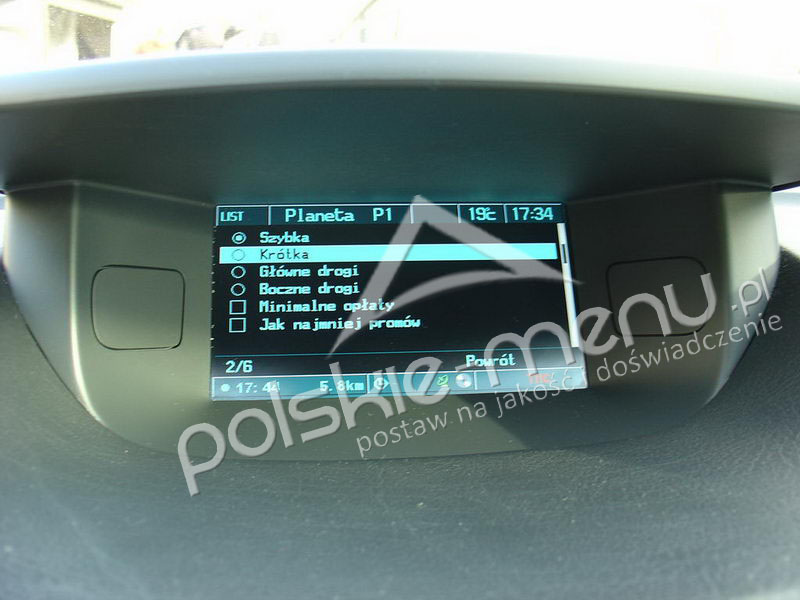 LIST Planeta P1 19°c 17:34
Szybka
Krótka
Główne drogi
Boczne drogi
Minimalne opłaty
Jak najmniej promów
2/6 Powrót
17:44 5.8km
polskie-menu.pl
postaw na jakość i doświadczenie